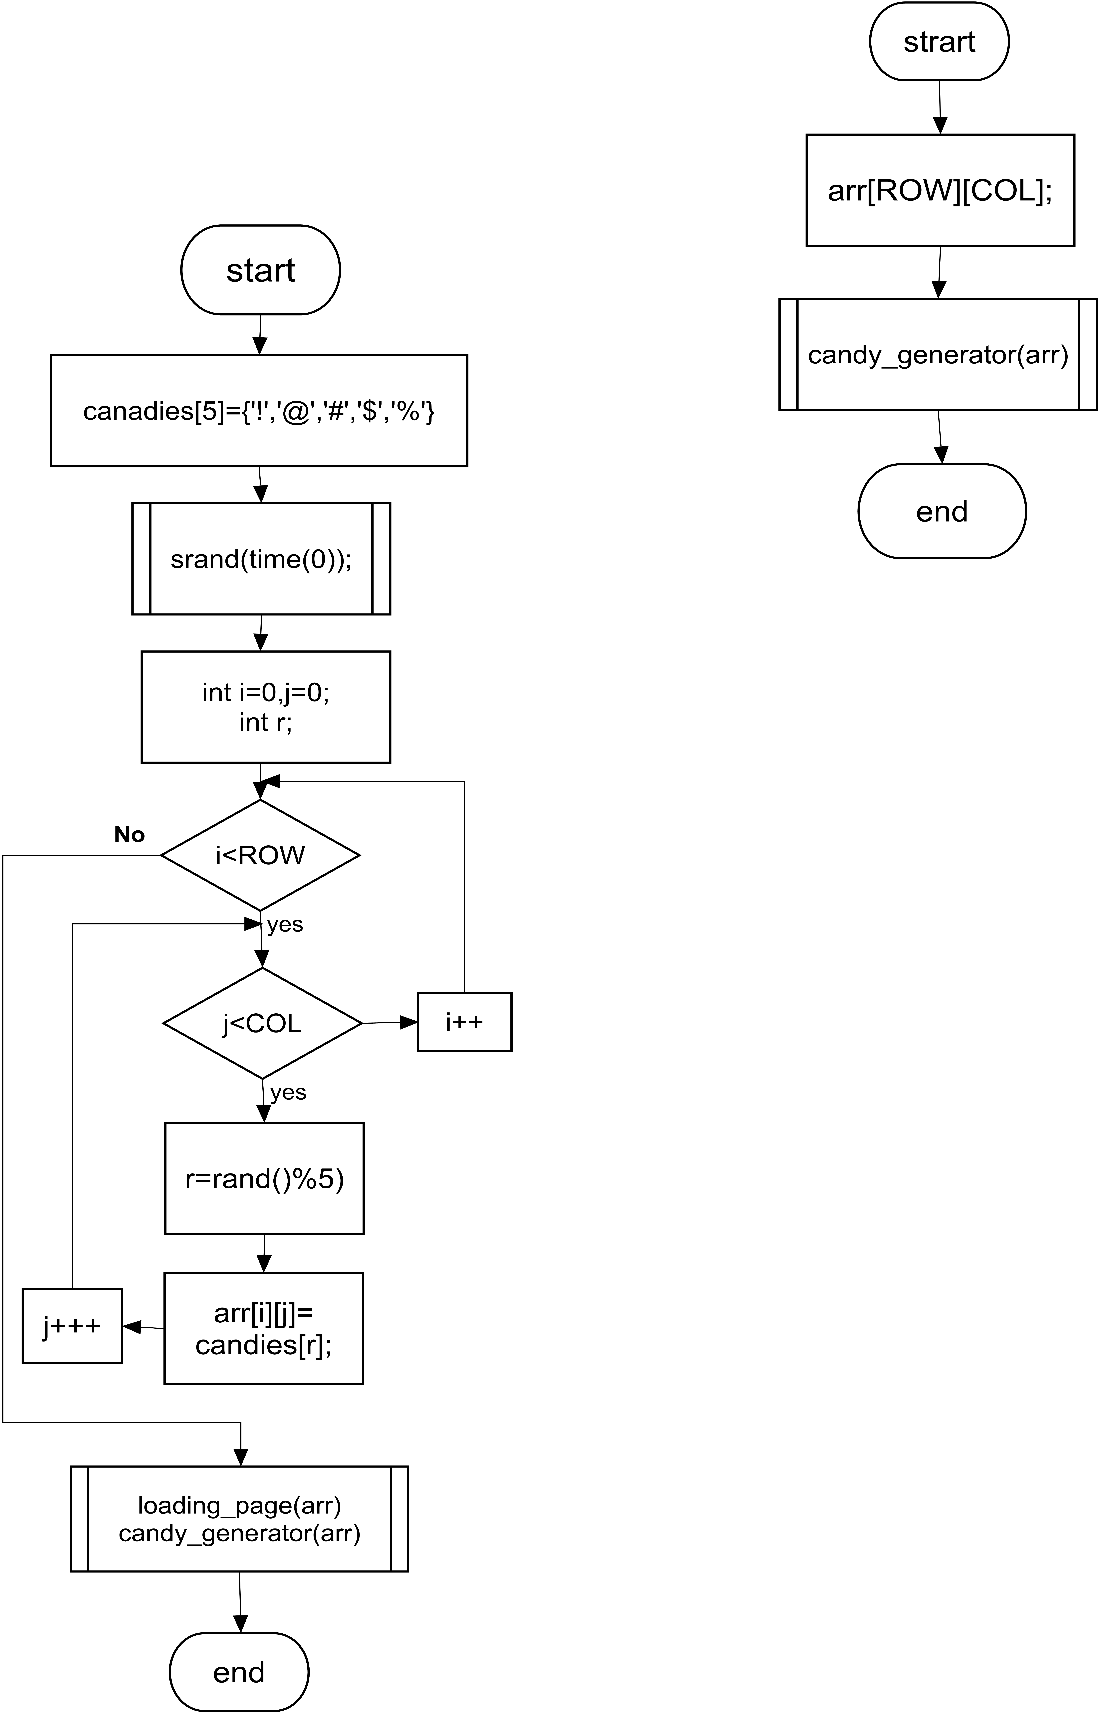 start
canadies[5]={'!','@','#','$','%'}
srand(time(0));
int i=0,j=0;
int r;
No
i<ROW
yes
j<COL
i++
yes
r=rand()%5)
arr[i][j]=
candies[r];
j+++
loading_page(arr)
candy_generator(arr)
end
strart
arr[ROW][COL];
candy_generator(arr)
end